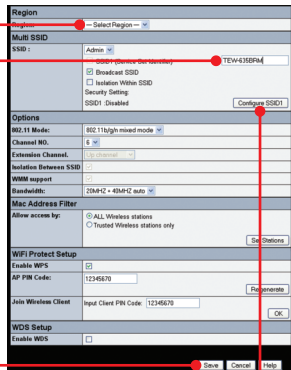 Region
Region: -- Select Region --
Multi SSID
SSID : Admin
SSID1 (Service Set Identifier) TEW-635BRM
Broadcast SSID
Isolation Within SSID
Security Setting:
SSID1 :Disabled Configure SSID1
Options
802.11 Mode: 802.11b/g/n mixed mode
Channel NO. 6
Extension Channel. Up channel
Isolation Between SSID
WMM support
Bandwidth: 20MHZ + 40MHZ auto
Mac Address Filter
Allow access by: ALL Wireless stations
Trusted Wireless stations only
Set Stations
WiFi Protect Setup
Enable WPS
AP PIN Code: 12345670
Regenerate
Join Wireless Client Input Client PIN Code: 12345670
OK
WDS Setup
Enable WDS
Save Cancel Help